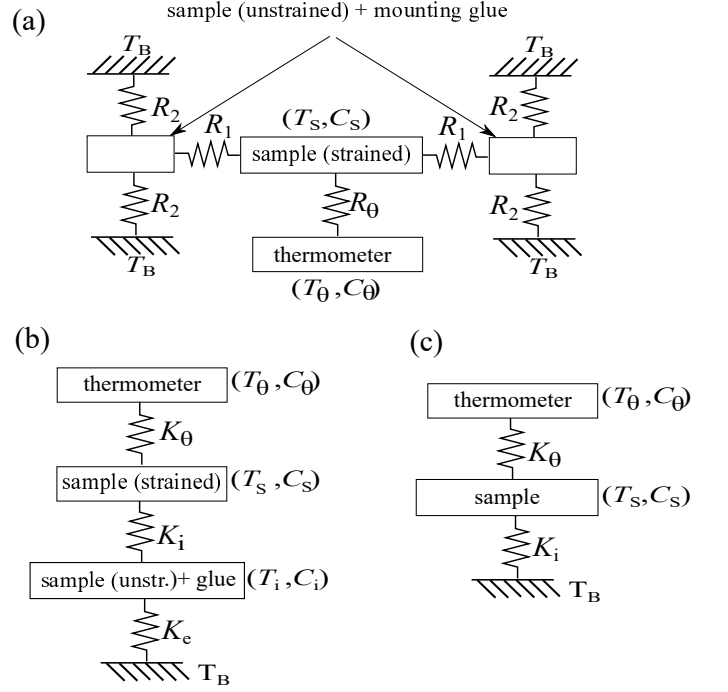 (a)
sample (unstrained) + mounting glue
T_B
T_B
R_2
R_2
R_1
(T_S,C_S)
R_1
sample (strained)
R_2
R_θ
R_2
T_B
thermometer
T_B
(T_θ,C_θ)
(b)
(c)
thermometer
(T_θ,C_θ)
thermometer
(T_θ,C_θ)
K_θ
K_θ
sample (strained)
(T_S,C_S)
sample
(T_S,C_S)
K_i
K_i
sample (unstr.)+ glue
(T_i,C_i)
T_B
K_e
T_B